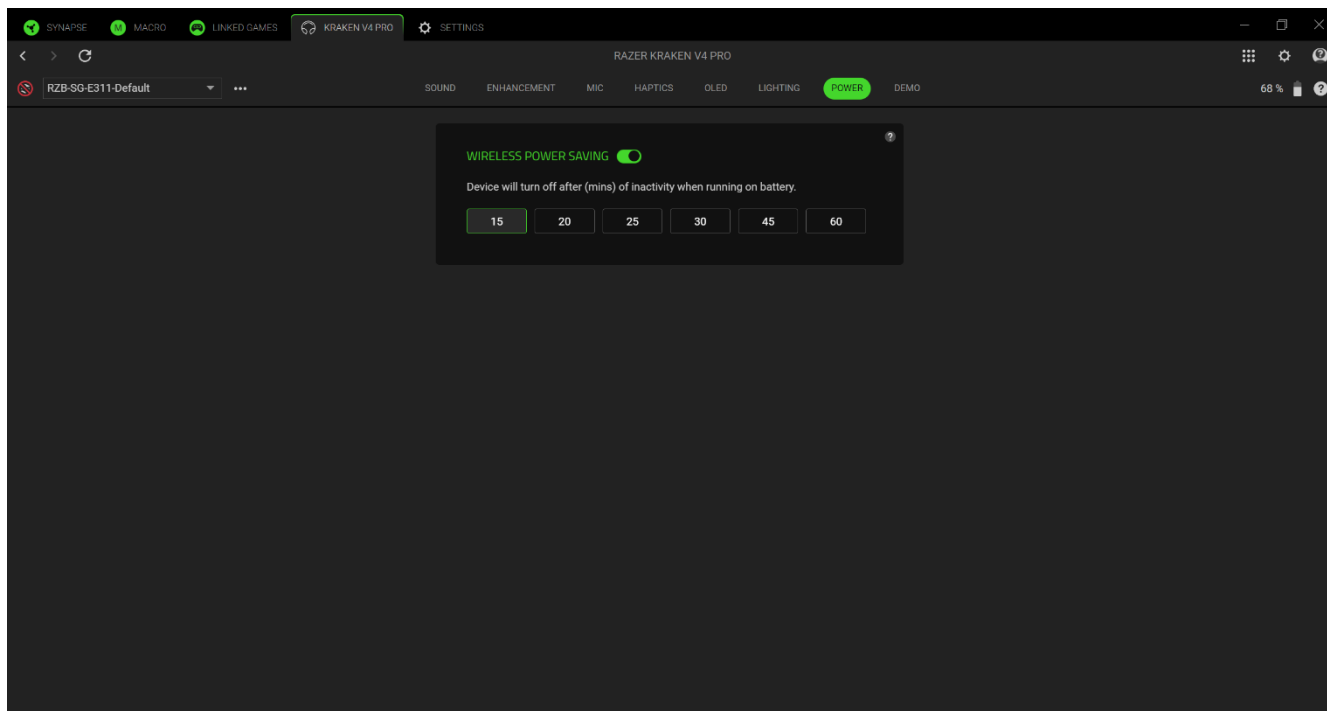 SYNAPSE M MACRO LINKED GAMES KRAKEN V4 PRO SETTINGS
RAZER KRAKEN V4 PRO
RZB-SG-E311-Default ••• SOUND ENHANCEMENT MIC HAPTICS OLED LIGHTING POWER DEMO 68 % ?
?
WIRELESS POWER SAVING
Device will turn off after (mins) of inactivity when running on battery.
15 20 25 30 45 60